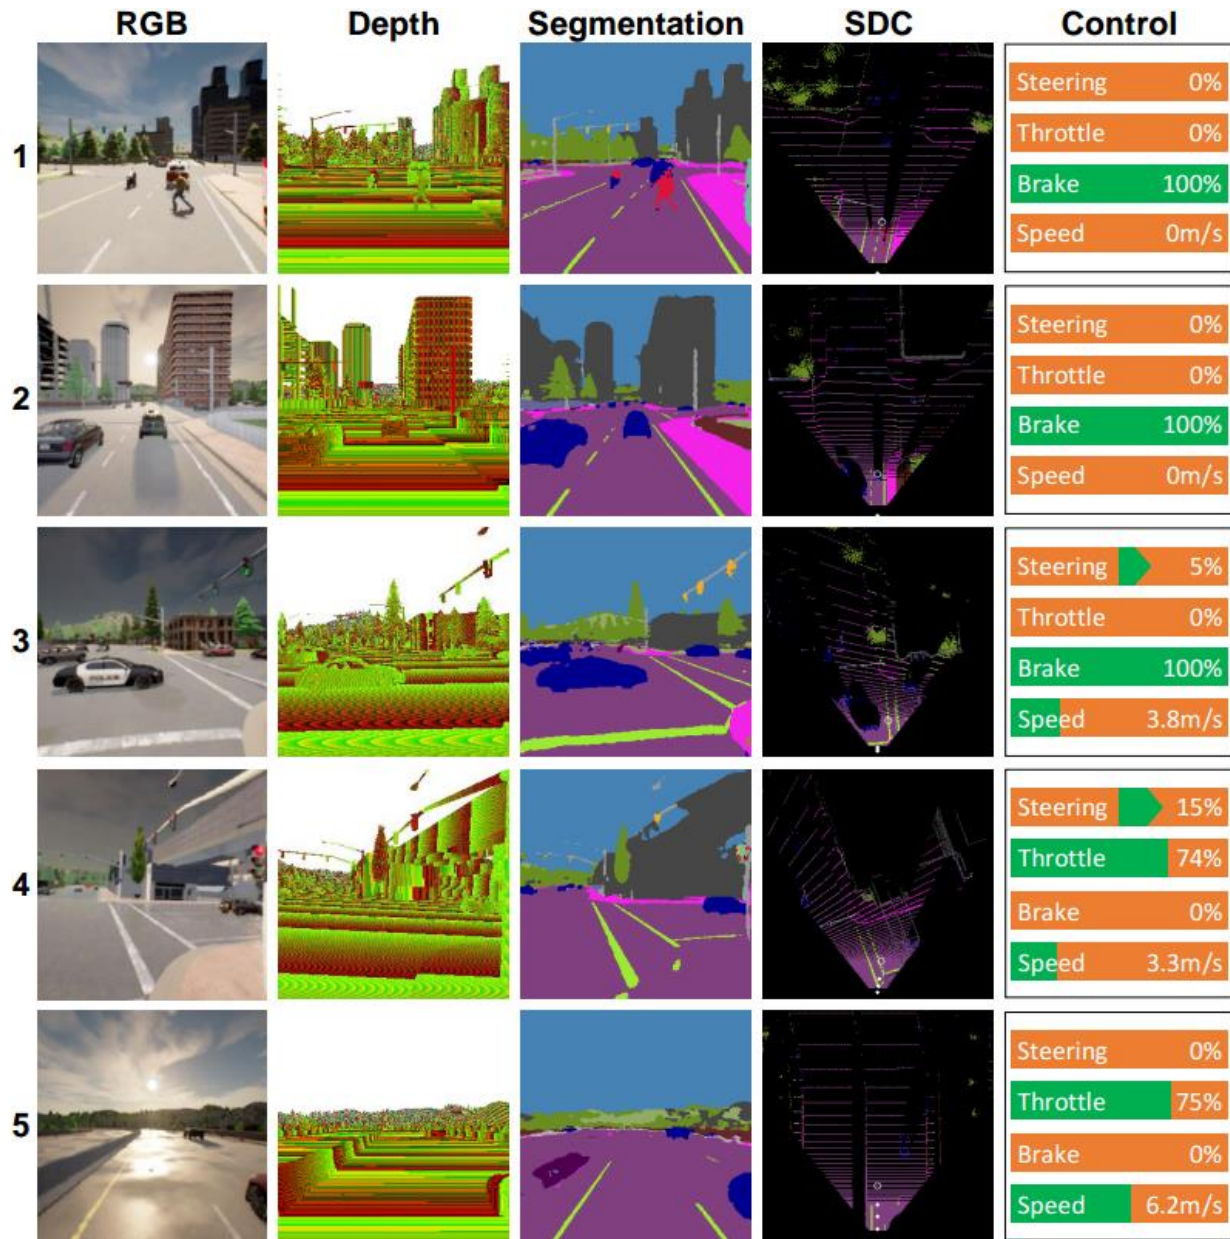 RGB Depth Segmentation SDC Control
1
Steering 0%
Throttle 0%
Brake 100%
Speed 0m/s
2
Steering 0%
Throttle 0%
Brake 100%
Speed 0m/s
3
POLICE
Steering 5%
Throttle 0%
Brake 100%
Speed 3.8m/s
4
Steering 15%
Throttle 74%
Brake 0%
Speed 3.3m/s
5
Steering 0%
Throttle 75%
Brake 0%
Speed 6.2m/s